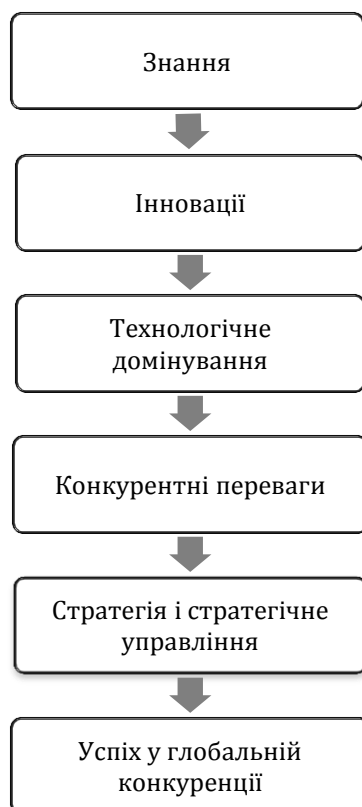 Знання
Інновації
Технологічне
домінування
Конкурентні переваги
Стратегія і стратегічне
управління
Успіх у глобальній
конкуренції